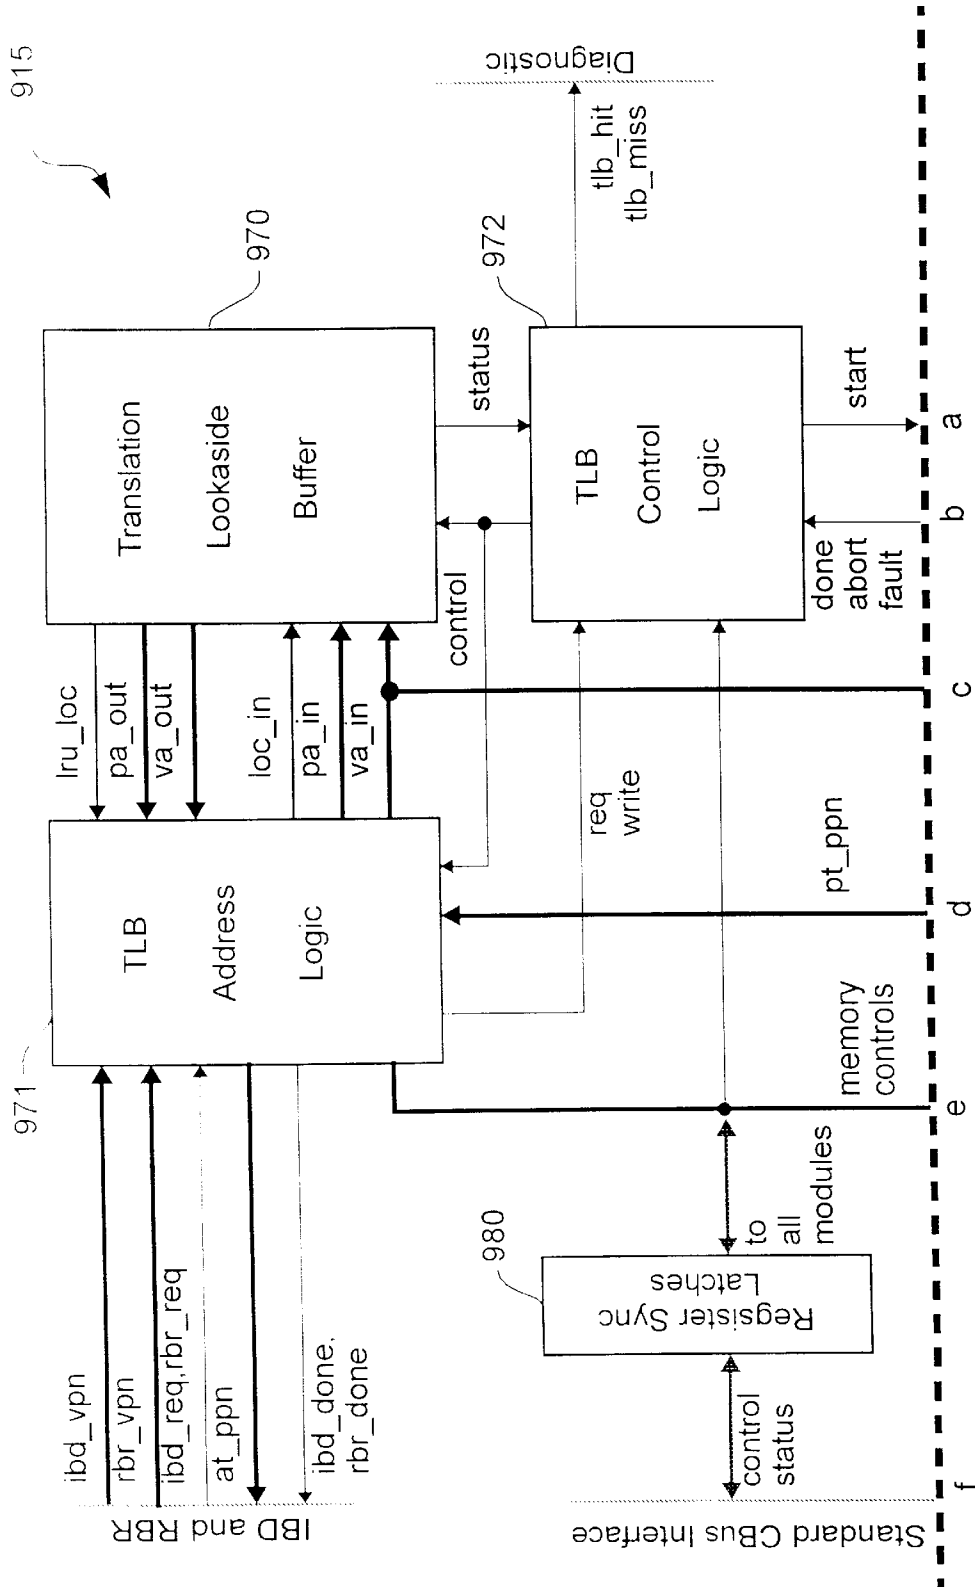 915
IBD and RBR
ibd_vpn
rbr_vpn
ibd_req,rbr_req
at_ppn
ibd_done,
rbr_done
971
TLB
Address
Logic
lru_loc
pa_out
va_out
loc_in
pa_in
va_in
Translation
Lookaside
Buffer
970
control
status
req
write
TLB
Control
Logic
972
tlb_hit
tlb_miss
Diagnostic
done
abort
fault
start
pt_ppn
memory
controls
to
all
modules
980
Regsister Sync
Latches
control
status
Standard CBus Interface
f
e
d
c
b
a